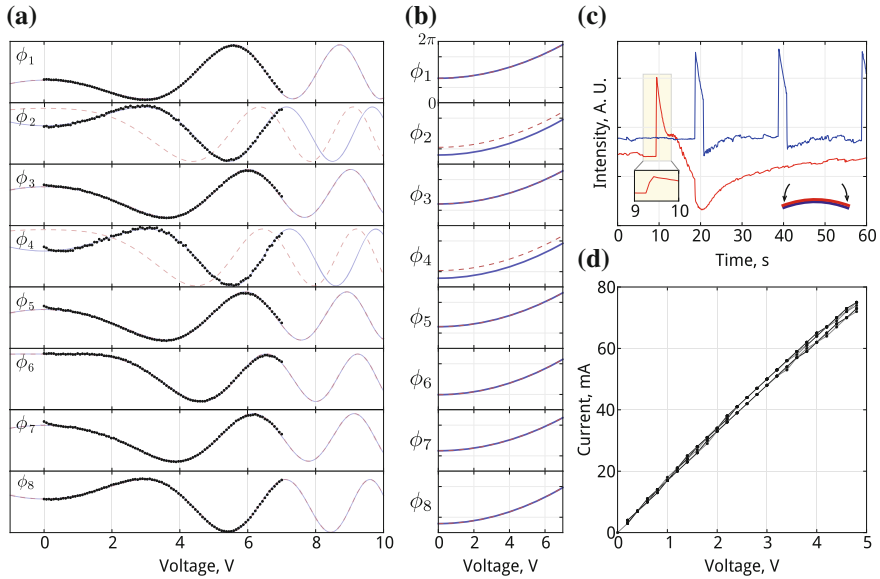 (a)
ϕ1
ϕ2
ϕ3
ϕ4
ϕ5
ϕ6
ϕ7
ϕ8
0 2 4 6 8 10
Voltage, V
(b)
2π
ϕ1
0
ϕ2
ϕ3
ϕ4
ϕ5
ϕ6
ϕ7
ϕ8
0 2 4 6
Voltage, V
(c)
Intensity, A. U.
9 10
0 10 20 30 40 50 60
Time, s
(d)
Current, mA
80
60
40
20
0
0 1 2 3 4 5
Voltage, V